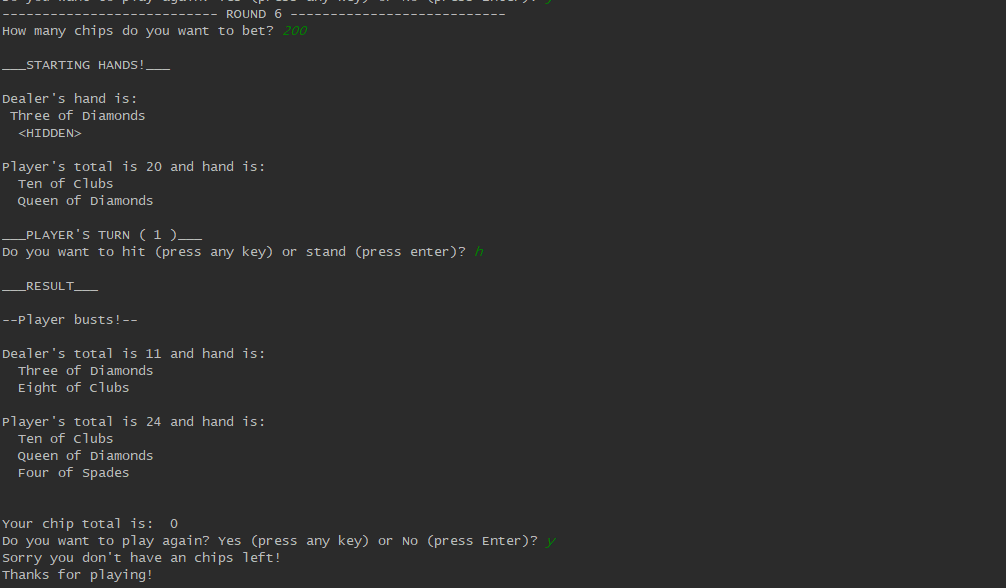 Do you want to play again? Yes (press any key) or No (press Enter)? y
--------------------------- ROUND 6 ---------------------------
How many chips do you want to bet? 200
___STARTING HANDS!___
Dealer's hand is:
Three of Diamonds
<HIDDEN>
Player's total is 20 and hand is:
Ten of Clubs
Queen of Diamonds
___PLAYER'S TURN ( 1 )___
Do you want to hit (press any key) or stand (press enter)? h
___RESULT___
--Player busts!--
Dealer's total is 11 and hand is:
Three of Diamonds
Eight of Clubs
Player's total is 24 and hand is:
Ten of Clubs
Queen of Diamonds
Four of Spades
Your chip total is:  0
Do you want to play again? Yes (press any key) or No (press Enter)? y
Sorry you don't have an chips left!
Thanks for playing!